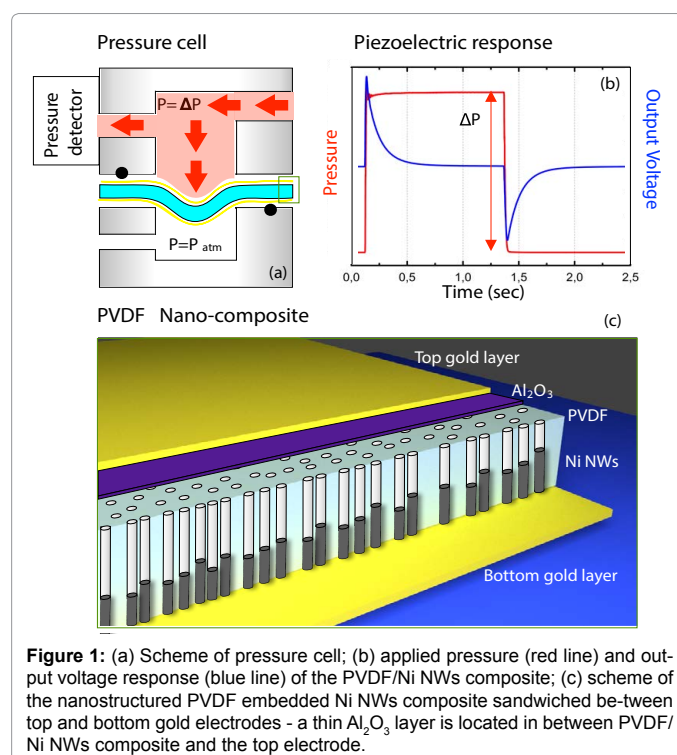 Pressure cell
Piezoelectric response
Pressure
detector
P= ΔP
P=P atm
(a)
(b)
ΔP
Pressure
Output Voltage
0,0 0,5 1,0 1,5 2,0 2,5
Time (sec)
PVDF Nano-composite
(c)
Top gold layer
Al₂O₃
PVDF
Ni NWs
Bottom gold layer
Figure 1: (a) Scheme of pressure cell; (b) applied pressure (red line) and out-
put voltage response (blue line) of the PVDF/Ni NWs composite; (c) scheme of
the nanostructured PVDF embedded Ni NWs composite sandwiched be-tween
top and bottom gold electrodes - a thin Al₂O₃ layer is located in between PVDF/
Ni NWs composite and the top electrode.